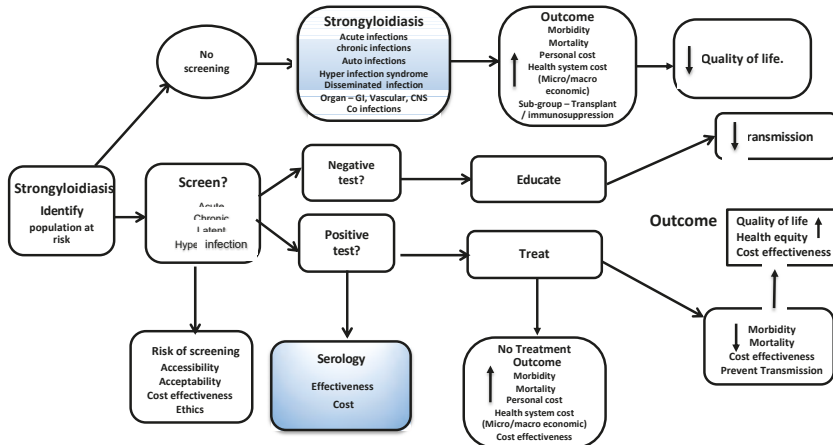 No
screening
Strongyloidiasis
Acute infections
chronic infections
Auto infections
Hyper infection syndrome
Disseminated infection
Organ – GI, Vascular, CNS
Co infections
Outcome
Morbidity
Mortality
Personal cost
Health system cost
(Micro/macro
economic)
Sub-group – Transplant
/ immunosuppression
Quality of life.
Strongyloidiasis
Identify
population at
risk
Screen?
Acute
Chronic
Latent
Hype infection
Negative
test?
Educate
ransmission
Positive
test?
Treat
Outcome
Quality of life
Health equity
Cost effectiveness
Morbidity
Mortality
Cost effectiveness
Prevent Transmission
Risk of screening
Accessibility
Acceptability
Cost effectiveness
Ethics
Serology
Effectiveness
Cost
No Treatment
Outcome
Morbidity
Mortality
Personal cost
Health system cost
(Micro/macro economic)
Cost effectiveness